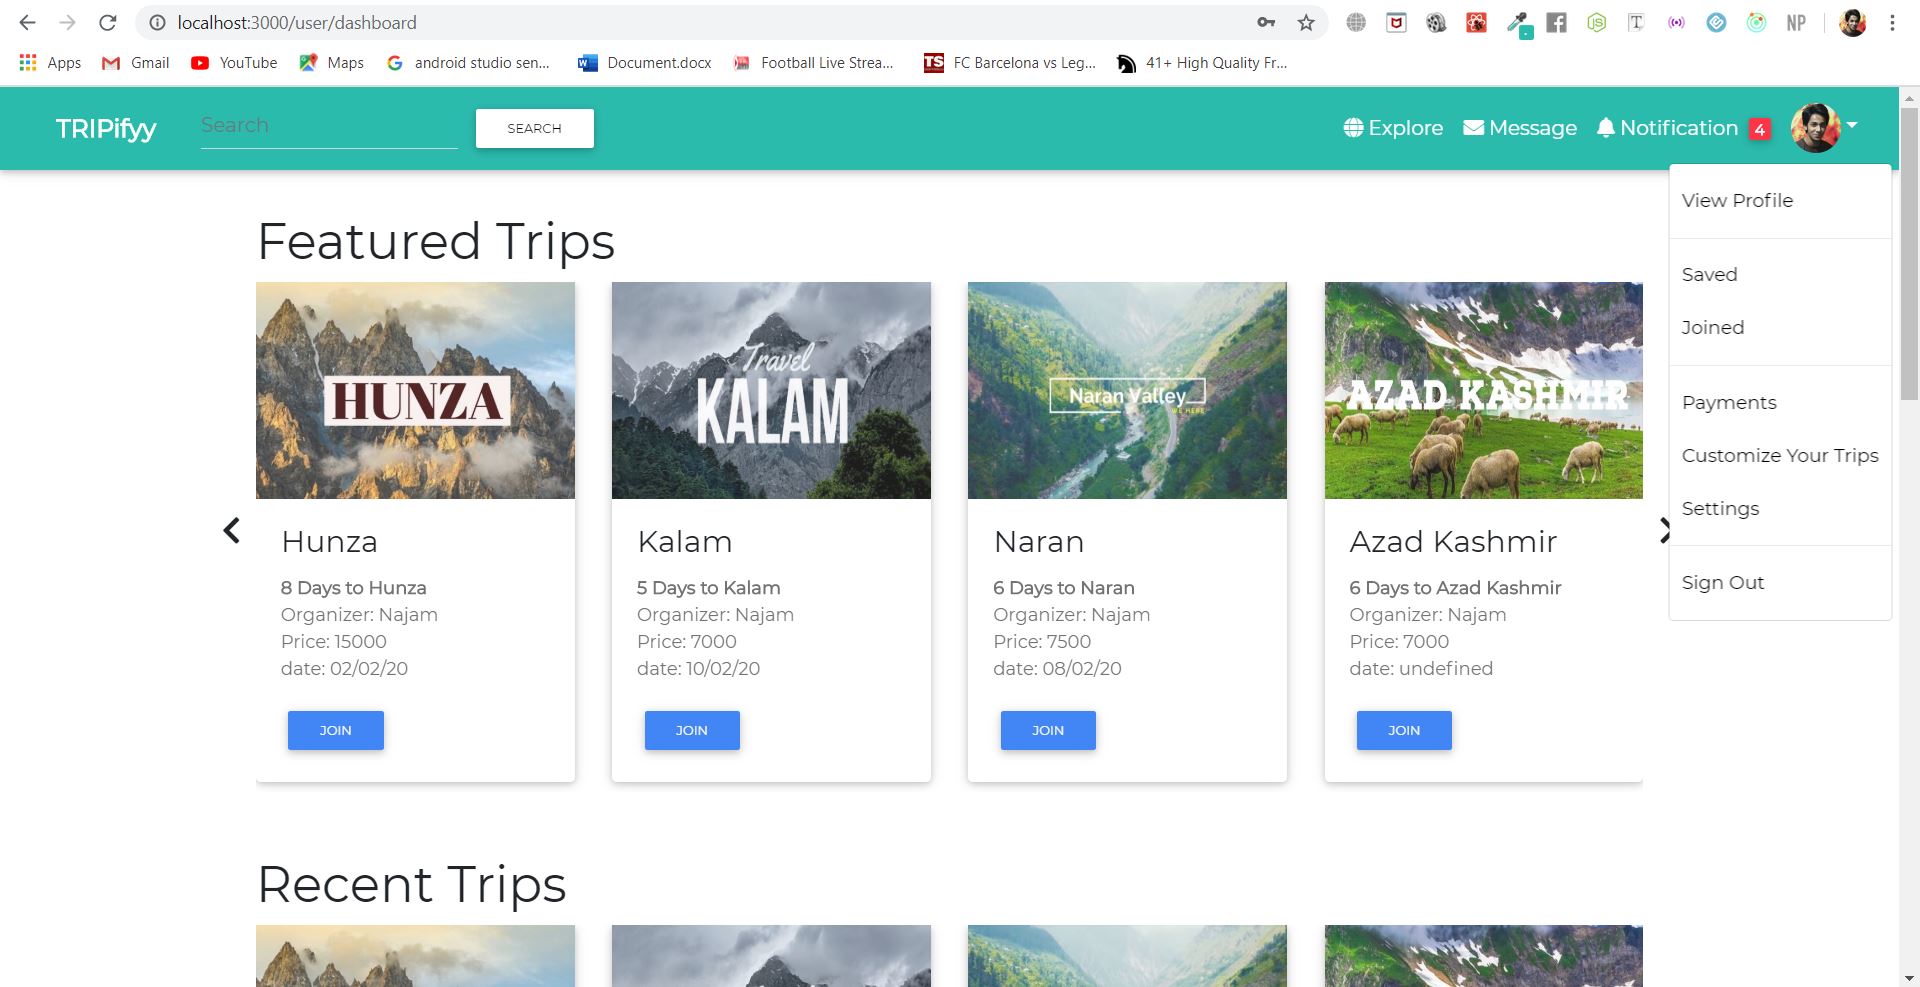 localhost:3000/user/dashboard
NP
Apps Gmail YouTube Maps android studio sen... Document.docx Football Live Strea... TS FC Barcelona vs Leg... 41+ High Quality Fr...
TRIPifyy Search SEARCH Explore Message Notification 4
View Profile
Saved
Joined
Payments
Customize Your Trips
Settings
Sign Out
Featured Trips
HUNZA
Travel
KALAM
Naran Valley
WE HERE
AZAD KASHMIR
Hunza
8 Days to Hunza
Organizer: Najam
Price: 15000
date: 02/02/20
JOIN
Kalam
5 Days to Kalam
Organizer: Najam
Price: 7000
date: 10/02/20
JOIN
Naran
6 Days to Naran
Organizer: Najam
Price: 7500
date: 08/02/20
JOIN
Azad Kashmir
6 Days to Azad Kashmir
Organizer: Najam
Price: 7000
date: undefined
JOIN
Recent Trips